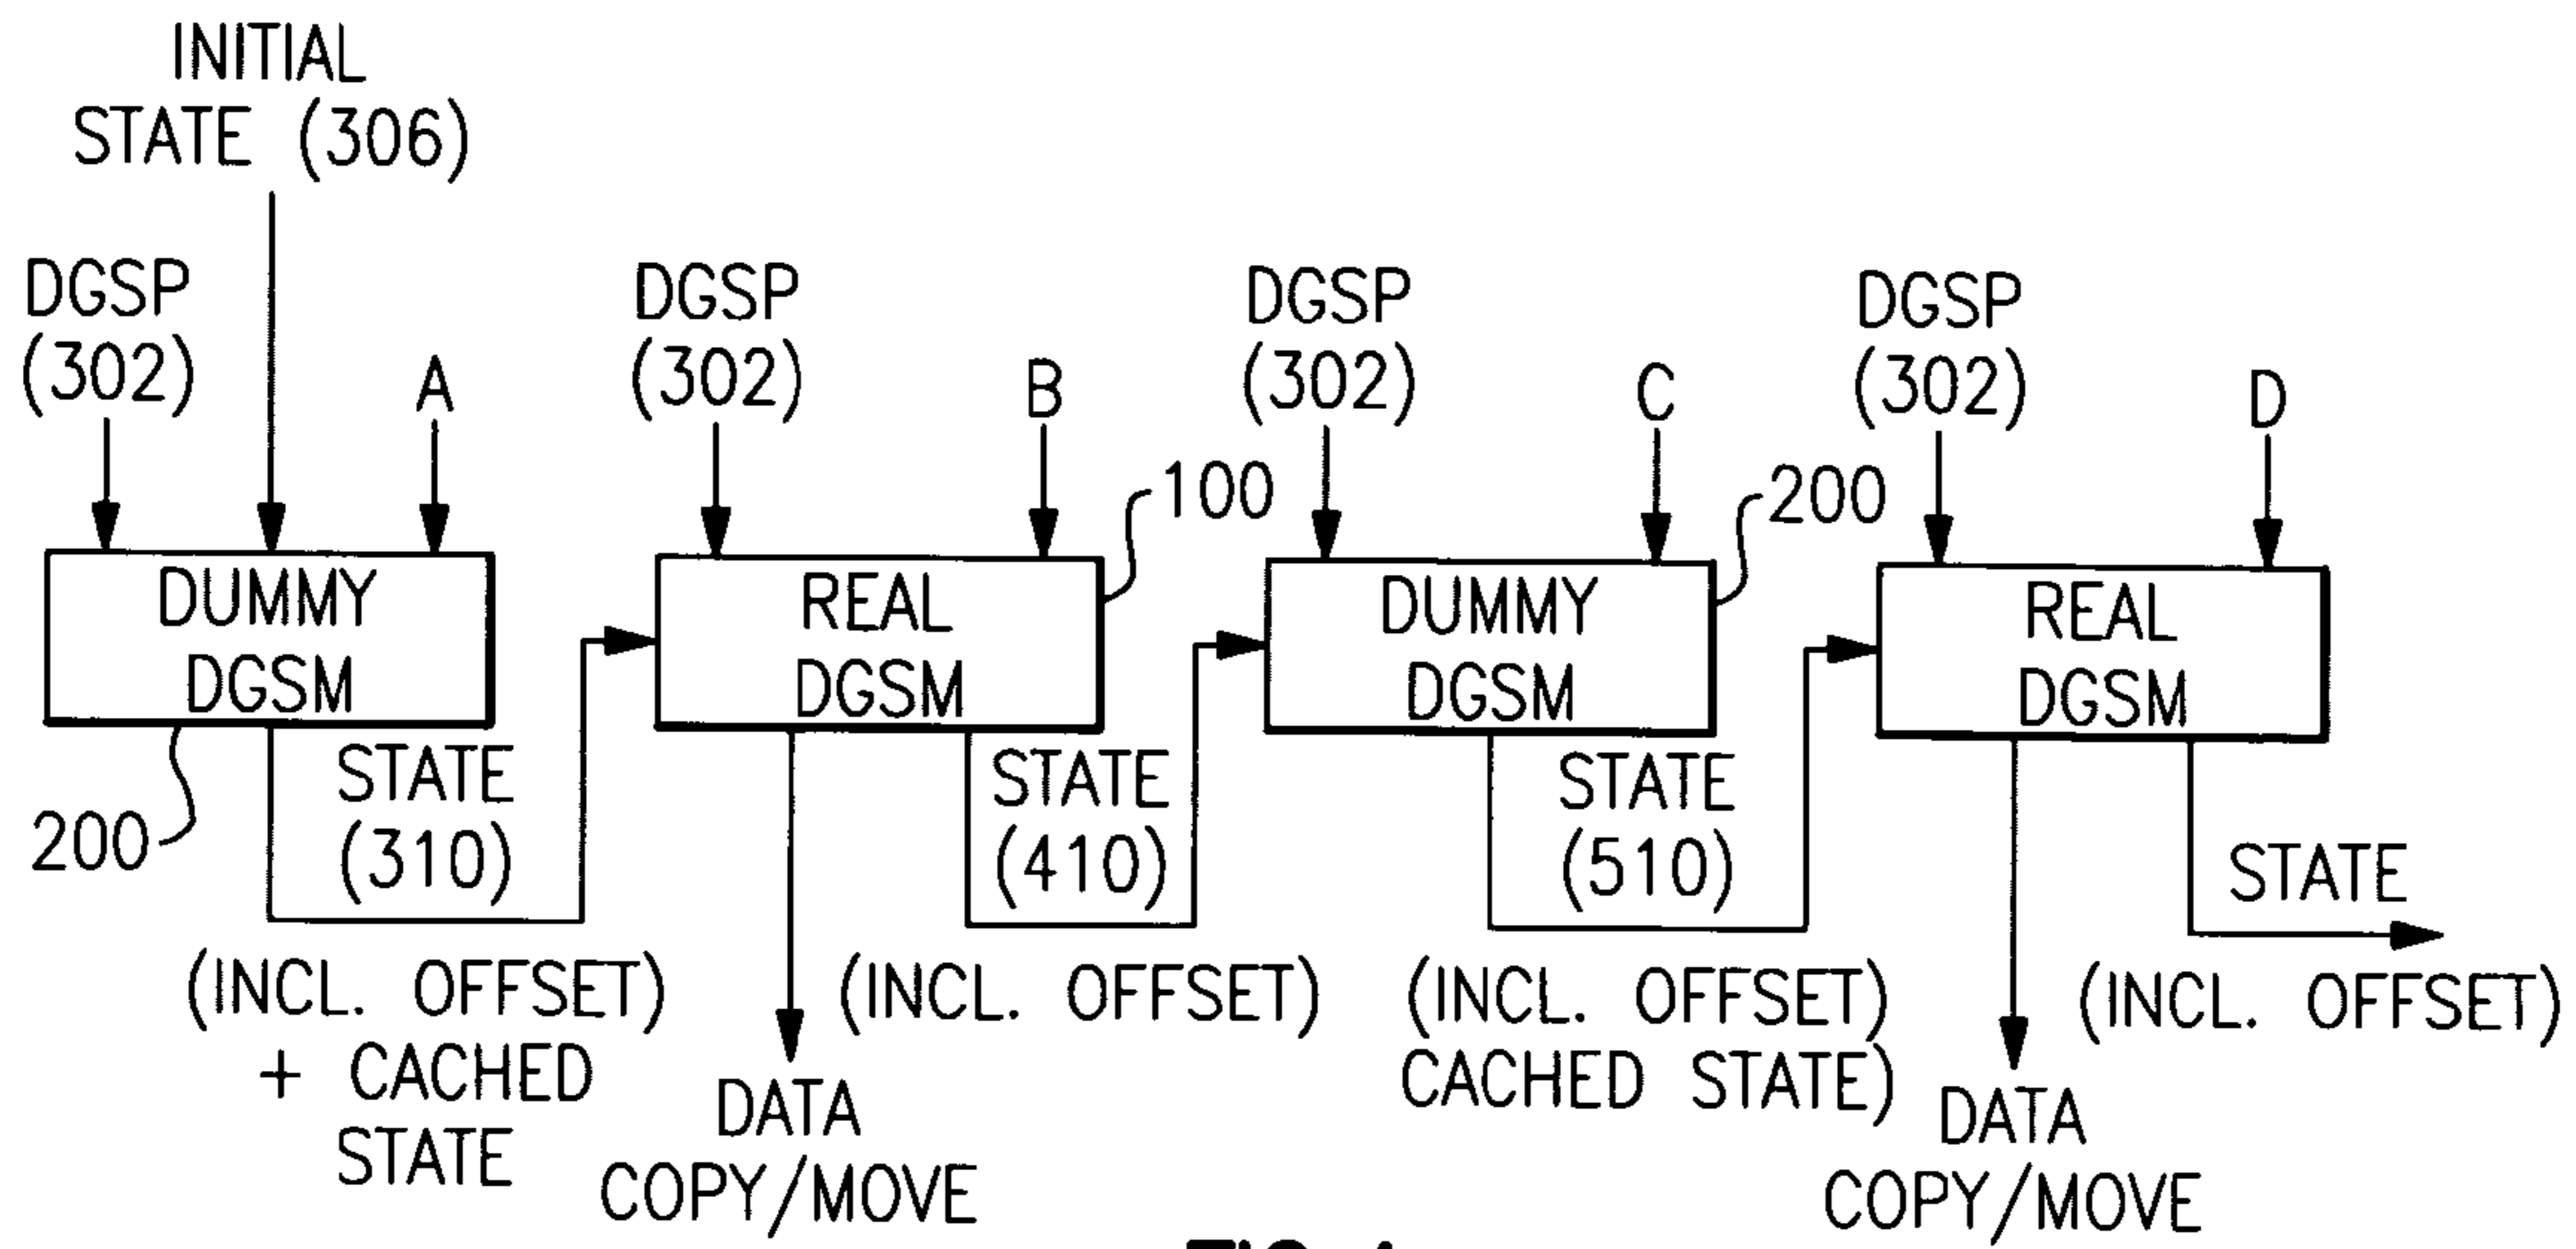 INITIAL
STATE (306)
DGSP
(302)
A
DGSP
(302)
B
DGSP
(302)
C
DGSP
(302)
D
100
200
DUMMY
DGSM
REAL
DGSM
DUMMY
DGSM
REAL
DGSM
200
STATE
(310)
STATE
(410)
STATE
(510)
STATE
(INCL. OFFSET)
+ CACHED
STATE
(INCL. OFFSET)
(INCL. OFFSET)
CACHED STATE)
(INCL. OFFSET)
DATA
COPY/MOVE
DATA
COPY/MOVE